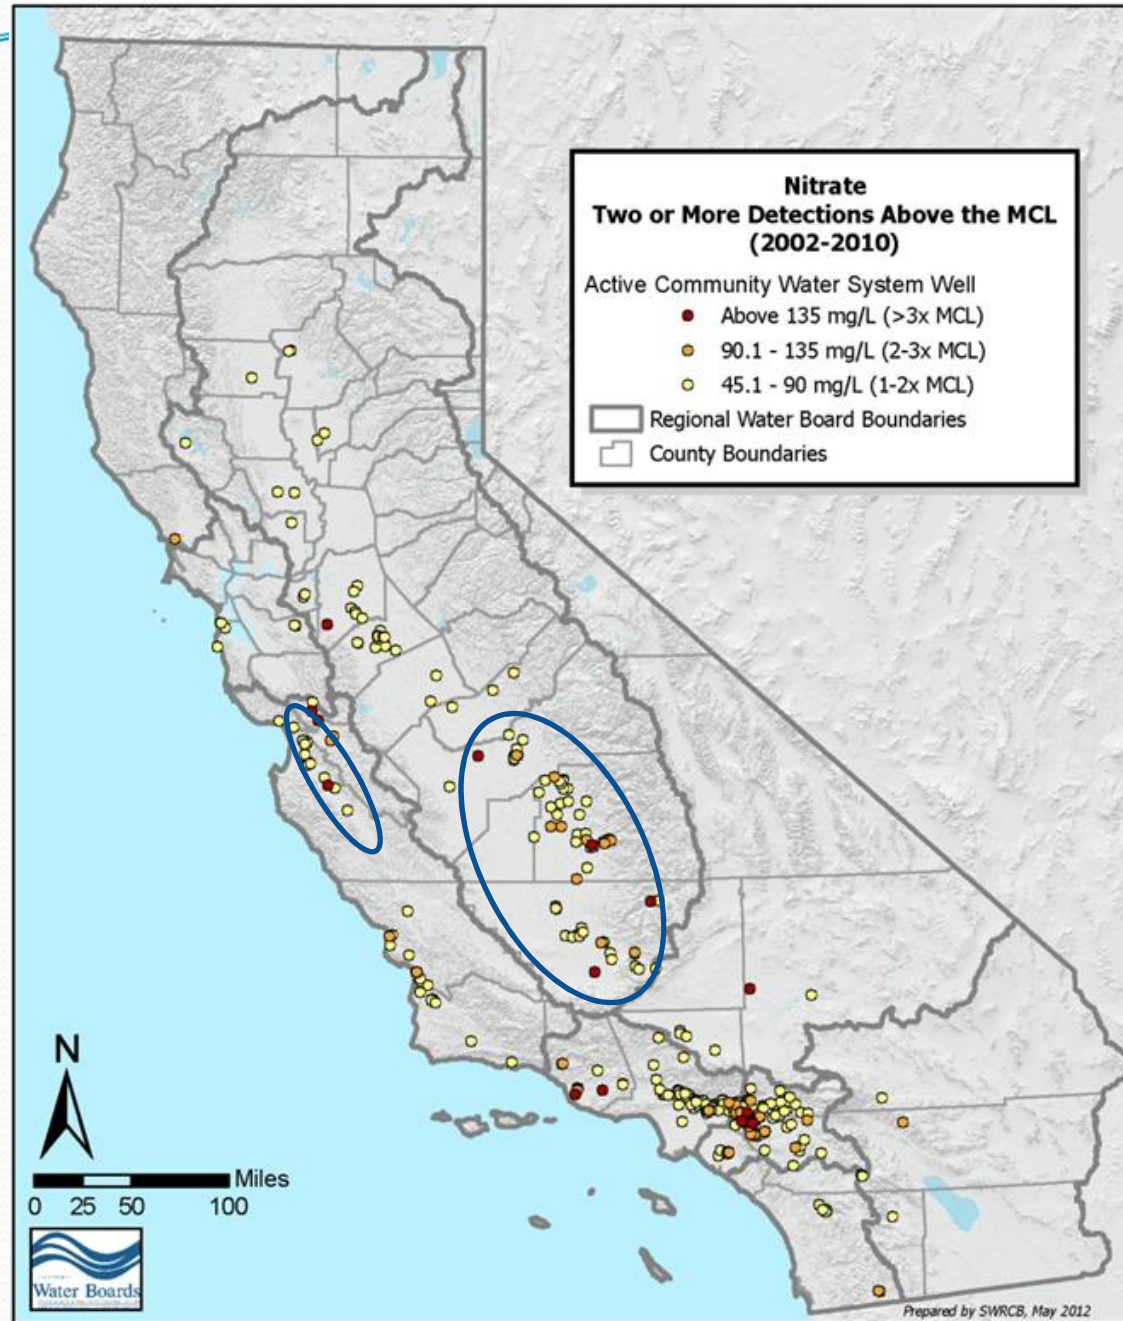 Nitrate
Two or More Detections Above the MCL
(2002-2010)
Active Community Water System Well
Above 135 mg/L (>3x MCL)
90.1 - 135 mg/L (2-3x MCL)
45.1 - 90 mg/L (1-2x MCL)
Regional Water Board Boundaries
County Boundaries
N
Miles
0 25 50 100
Water Boards
Prepared by SWRCB, May 2012